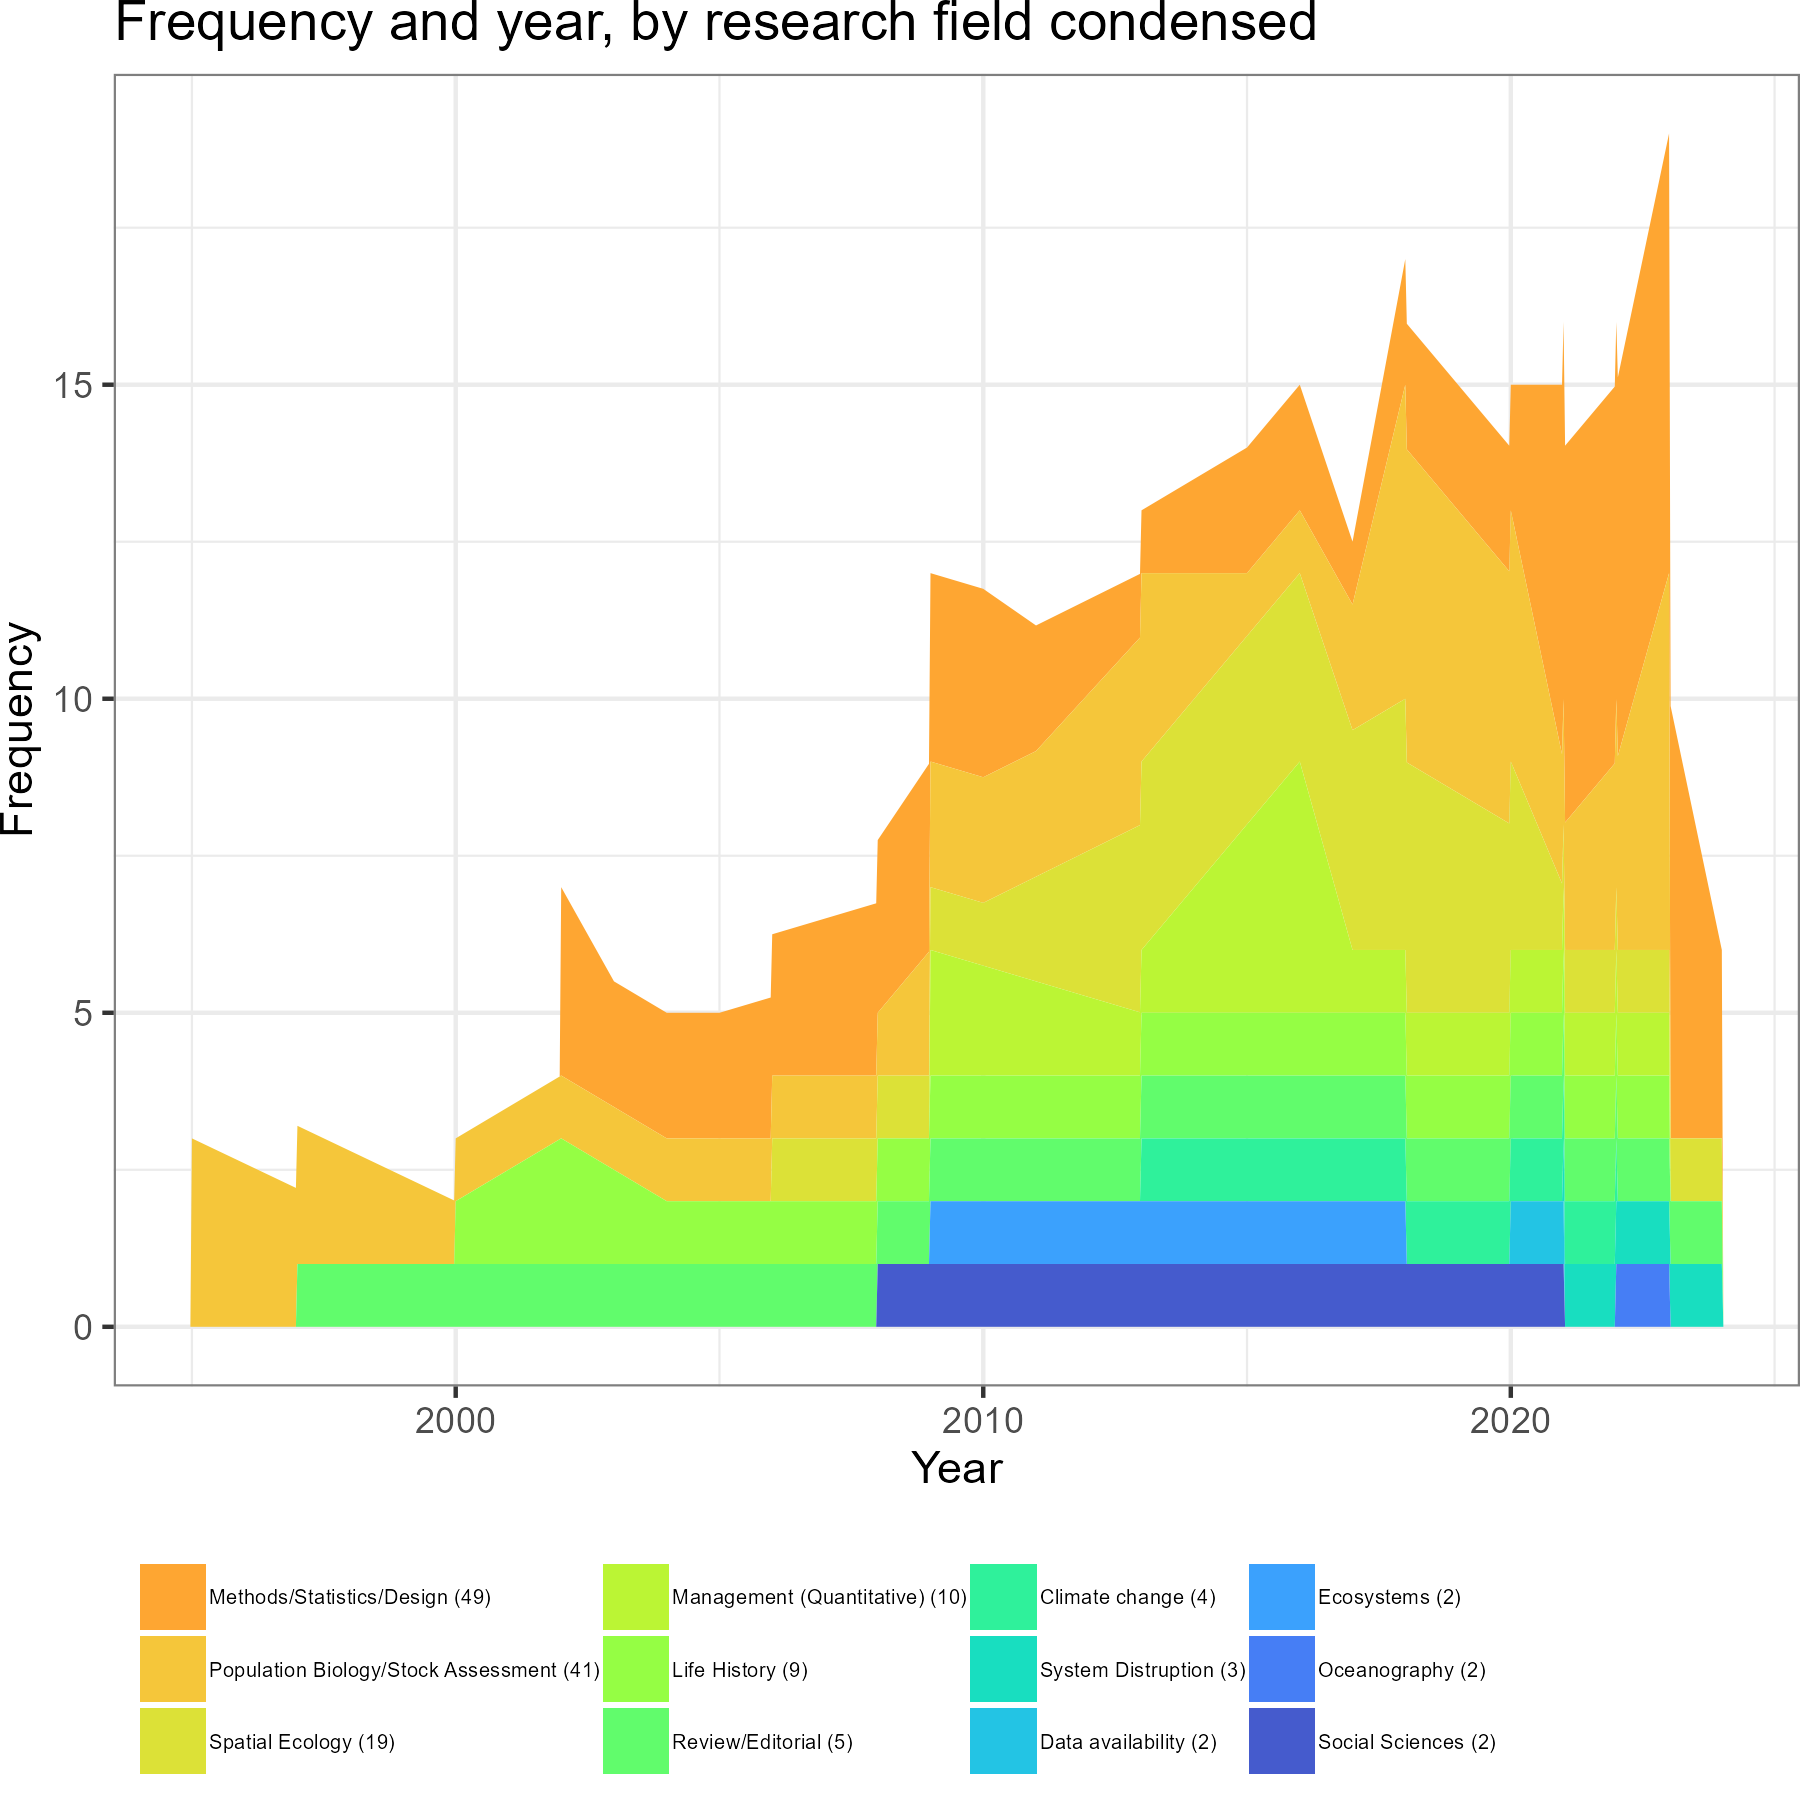 Frequency and year, by research field condensed
15
10
5
0
Frequency
2000 2010 2020
Year
Methods/Statistics/Design (49) Management (Quantitative) (10) Climate change (4) Ecosystems (2)
Population Biology/Stock Assessment (41) Life History (9) System Distruption (3) Oceanography (2)
Spatial Ecology (19) Review/Editorial (5) Data availability (2) Social Sciences (2)